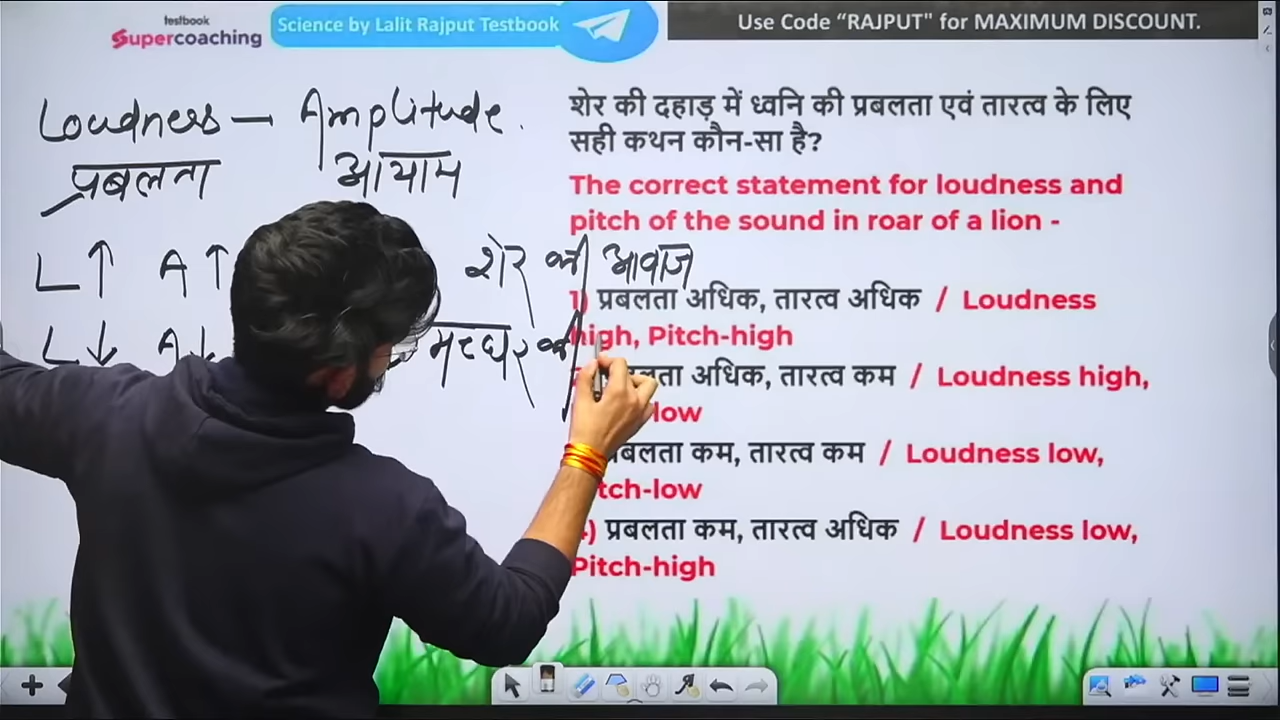 testbook
Supercoaching
Science by Lalit Rajput Testbook
Use Code “RAJPUT" for MAXIMUM DISCOUNT.
Loudness — Amplitude.
प्रबलता आयाम
L↑ A↑
L↓ A↓
शेर की आवाज
मच्छर की
शेर की दहाड़ में ध्वनि की प्रबलता एवं तारत्व के लिए
सही कथन कौन-सा है?
The correct statement for loudness and
pitch of the sound in roar of a lion -
1) प्रबलता अधिक, तारत्व अधिक / Loudness
high, Pitch-high
अधिक, तारत्व कम / Loudness high,
low
प्रबलता कम, तारत्व कम / Loudness low,
Pitch-low
4) प्रबलता कम, तारत्व अधिक / Loudness low,
Pitch-high